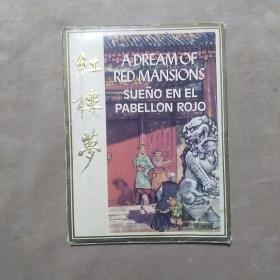 紅樓夢
A DREAM OF
RED MANSIONS
SUEÑO EN EL
PABELLON ROJO